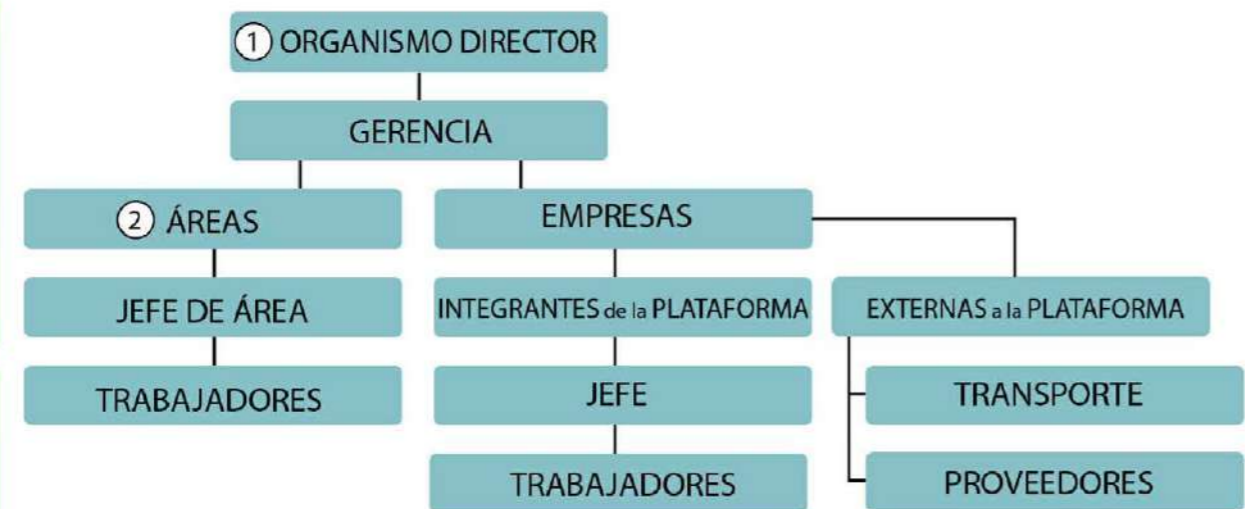 1 ORGANISMO DIRECTOR
GERENCIA
2 ÁREAS
EMPRESAS
JEFE DE ÁREA
INTEGRANTES de la PLATAFORMA
EXTERNAS a la PLATAFORMA
TRABAJADORES
JEFE
TRANSPORTE
TRABAJADORES
PROVEEDORES